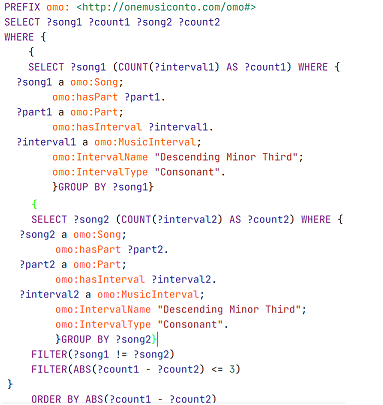 PREFIX omo: <http://onemusiconto.com/omo#>
SELECT ?song1 ?count1 ?song2 ?count2
WHERE {
{
SELECT ?song1 (COUNT(?interval1) AS ?count1) WHERE {
?song1 a omo:Song;
omo:hasPart ?part1.
?part1 a omo:Part;
omo:hasInterval ?interval1.
?interval1 a omo:MusicInterval;
omo:IntervalName "Descending Minor Third";
omo:IntervalType "Consonant".
}GROUP BY ?song1}
{
SELECT ?song2 (COUNT(?interval2) AS ?count2) WHERE {
?song2 a omo:Song;
omo:hasPart ?part2.
?part2 a omo:Part;
omo:hasInterval ?interval2.
?interval2 a omo:MusicInterval;
omo:IntervalName "Descending Minor Third";
omo:IntervalType "Consonant".
}GROUP BY ?song2}
FILTER(?song1 != ?song2)
FILTER(ABS(?count1 - ?count2) <= 3)
}
ORDER BY ABS(?count1 - ?count2)